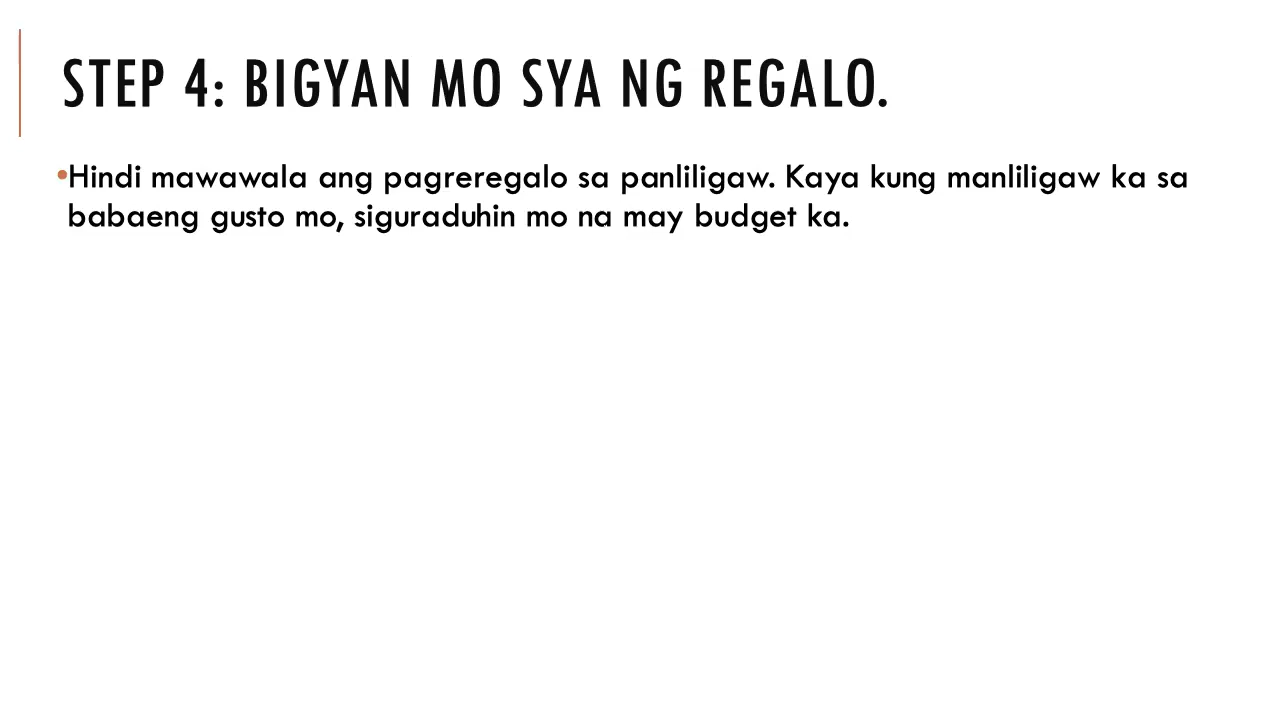 STEP 4: BIGYAN MO SYA NG REGALO.
•Hindi mawawala ang pagreregalo sa panliligaw. Kaya kung manliligaw ka sa
babaeng gusto mo, siguraduhin mo na may budget ka.